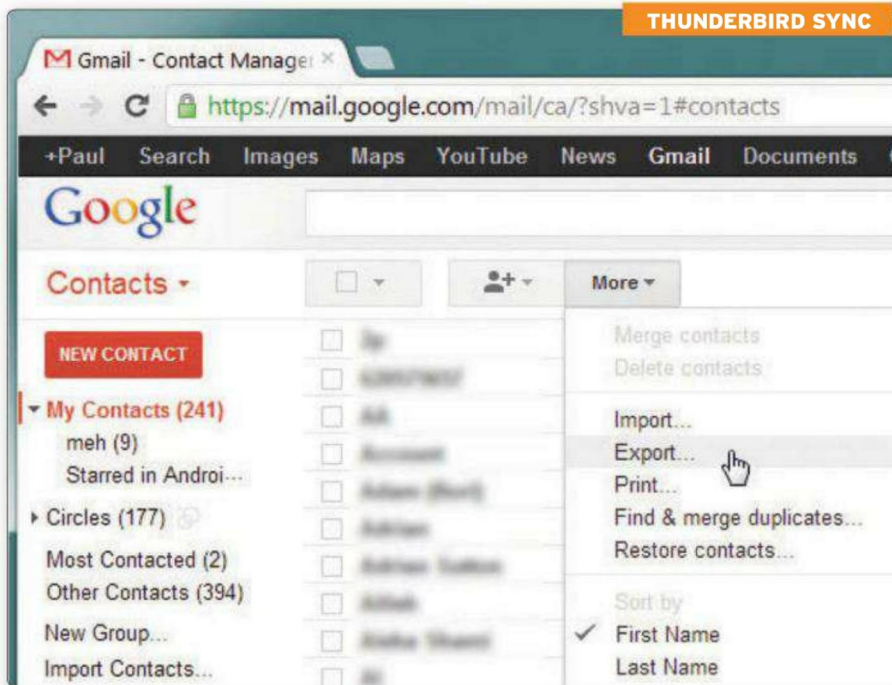 THUNDERBIRD SYNC
Gmail - Contact Manager ×
https://mail.google.com/mail/ca/?shva=1#contacts
+Paul Search Images Maps YouTube News Gmail Documents
Google
Contacts
More
NEW CONTACT
My Contacts (241)
meh (9)
Starred in Androi...
Circles (177)
Most Contacted (2)
Other Contacts (394)
New Group...
Import Contacts...
Merge contacts
Delete contacts
Import...
Export...
Print...
Find & merge duplicates...
Restore contacts...
Sort by
First Name
Last Name